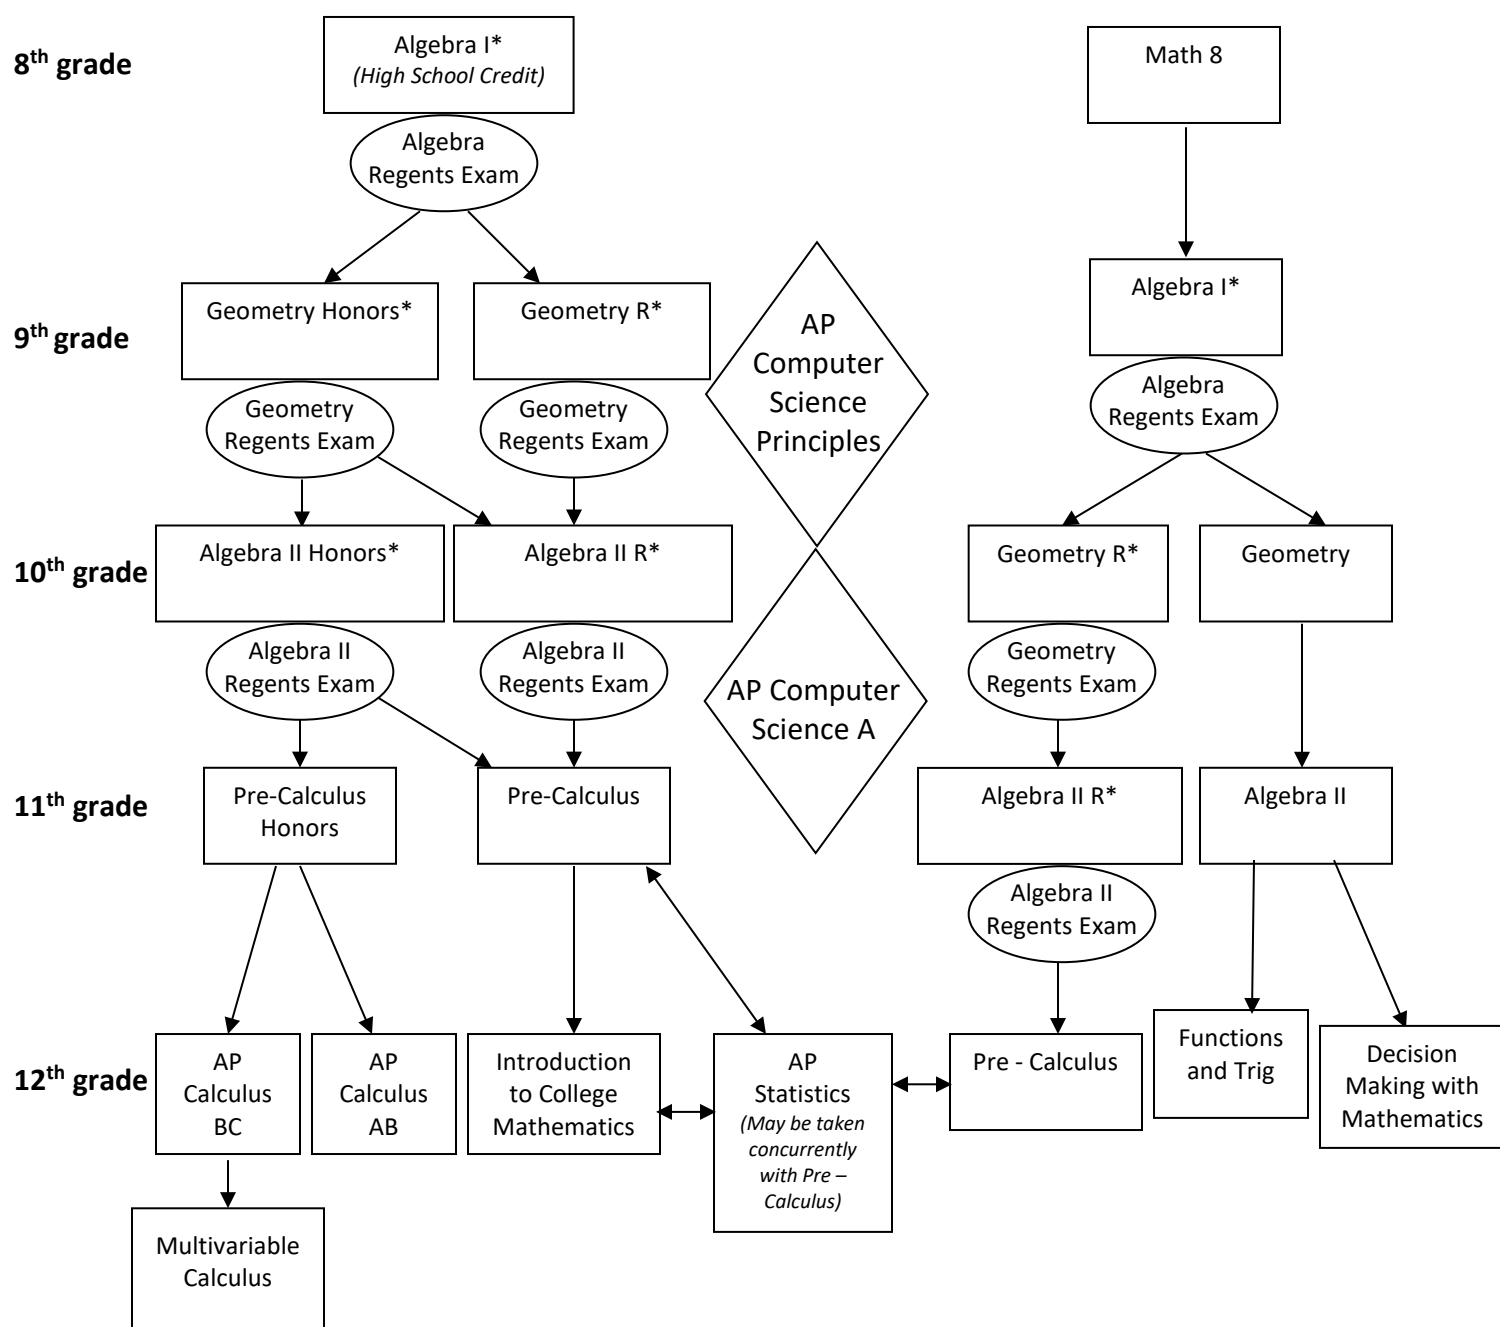 8th grade
Algebra I*
(High School Credit)
Math 8
Algebra
Regents Exam
9th grade
Geometry Honors*
Geometry R*
AP
Computer
Science
Principles
Algebra I*
Geometry
Regents Exam
Geometry
Regents Exam
Algebra
Regents Exam
10th grade
Algebra II Honors*
Algebra II R*
Geometry R*
Geometry
Algebra II
Regents Exam
Algebra II
Regents Exam
AP Computer
Science A
Geometry
Regents Exam
11th grade
Pre-Calculus
Honors
Pre-Calculus
Algebra II R*
Algebra II
Algebra II
Regents Exam
12th grade
AP
Calculus
BC
AP
Calculus
AB
Introduction
to College
Mathematics
AP
Statistics
(May be taken
concurrently
with Pre –
Calculus)
Pre - Calculus
Functions
and Trig
Decision
Making with
Mathematics
Multivariable
Calculus